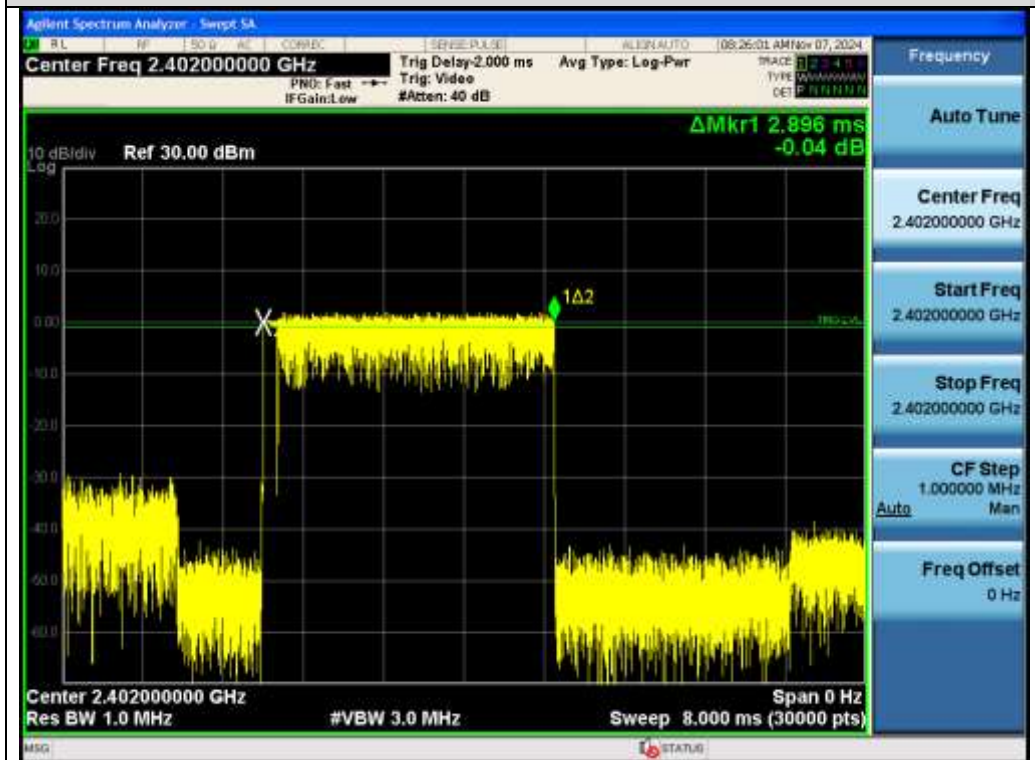 Agilent Spectrum Analyzer - Swept SA
RL RF 50 Ω AC CORREC SENSE:PULSE ALIGN AUTO 08:26:01 AM Nov 07, 2024
Center Freq 2.402000000 GHz
PNO: Fast
IFGain:Low
Trig Delay-2.000 ms
Trig: Video
#Atten: 40 dB
Avg Type: Log-Pwr
TRACE 1 2 3 4 5 6
TYPE WWWWWWW
DET P N N N N N
ΔMkr1 2.896 ms
-0.04 dB
10 dB/div Ref 30.00 dBm
Log
20.0
10.0
0.00
-10.0
-20.0
-30.0
-40.0
-50.0
-60.0
1Δ2
TRIG LVL
Center 2.402000000 GHz
Span 0 Hz
Res BW 1.0 MHz
#VBW 3.0 MHz
Sweep 8.000 ms (30000 pts)
MSG
STATUS
Frequency
Auto Tune
Center Freq
2.402000000 GHz
Start Freq
2.402000000 GHz
Stop Freq
2.402000000 GHz
CF Step
1.000000 MHz
Auto Man
Freq Offset
0 Hz